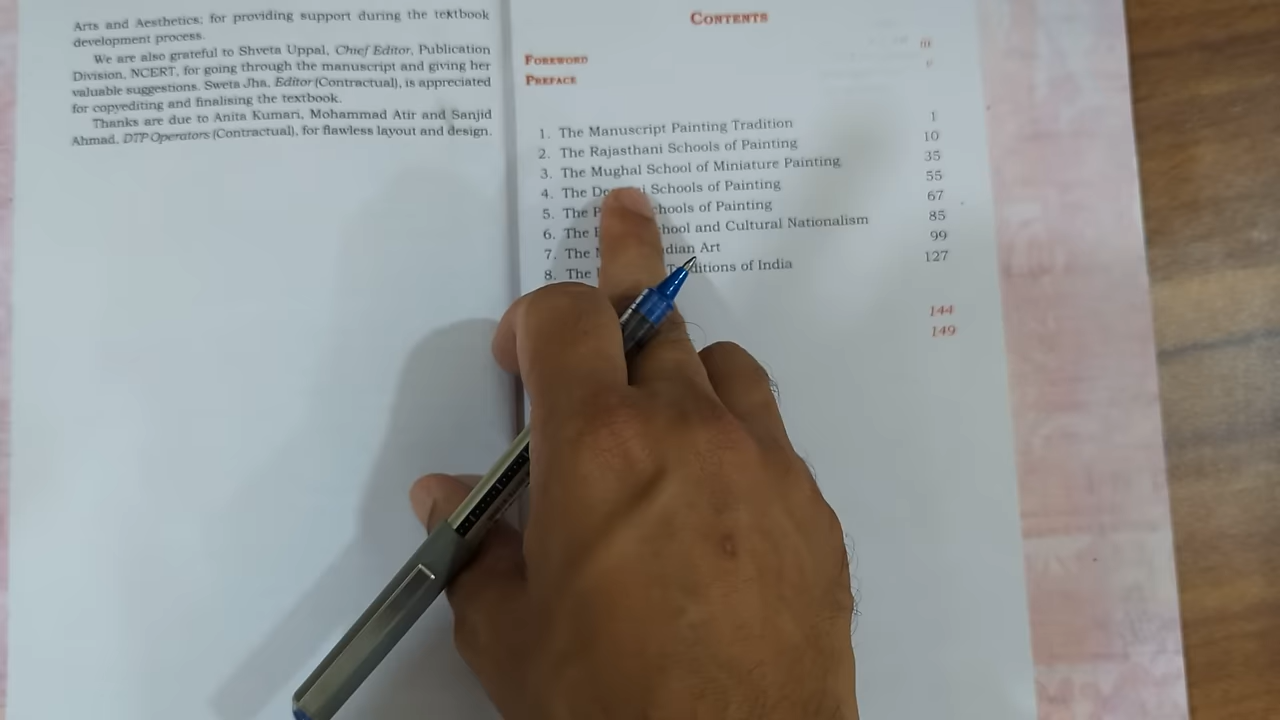 Arts and Aesthetics; for providing support during the textbook
development process.
We are also grateful to Shveta Uppal, Chief Editor, Publication
Division, NCERT, for going through the manuscript and giving her
valuable suggestions. Sweta Jha, Editor (Contractual), is appreciated
for copyediting and finalising the textbook.
Thanks are due to Anita Kumari, Mohammad Atir and Sanjid
Ahmad, DTP Operators (Contractual), for flawless layout and design.
CONTENTS
FOREWORD iii
PREFACE v
1. The Manuscript Painting Tradition 1
2. The Rajasthani Schools of Painting 10
3. The Mughal School of Miniature Painting 35
4. The Schools of Painting 55
5. The Schools of Painting 67
6. The School and Cultural Nationalism 85
7. The Indian Art 99
8. The Traditions of India 127
144
149